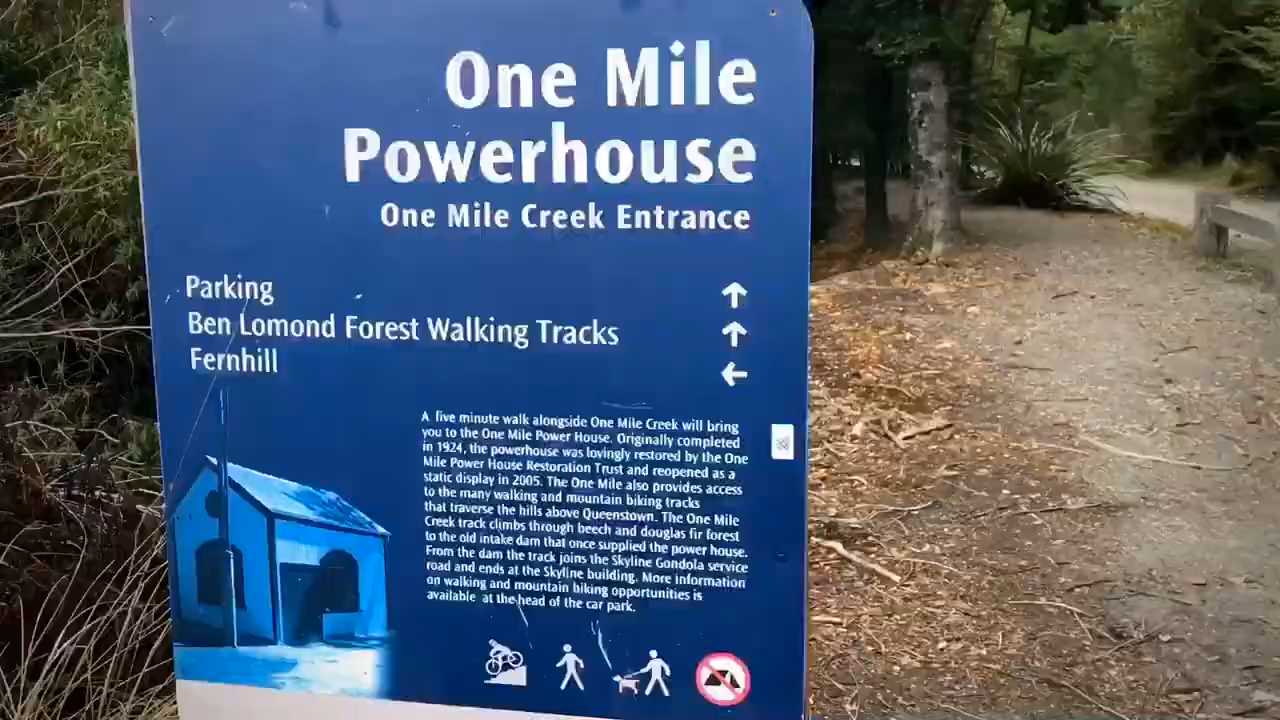 One Mile
Powerhouse
One Mile Creek Entrance
Parking
Ben Lomond Forest Walking Tracks
Fernhill
A five minute walk alongside One Mile Creek will bring
you to the One Mile Power House. Originally completed
in 1924, the powerhouse was lovingly restored by the One
Mile Power House Restoration Trust and reopened as a
static display in 2005. The One Mile also provides access
to the many walking and mountain biking tracks
that traverse the hills above Queenstown. The One Mile
Creek track climbs through beech and douglas fir forest
to the old intake dam that once supplied the power house.
From the dam the track joins the Skyline Gondola service
road and ends at the Skyline building. More information
on walking and mountain biking opportunities is
available at the head of the car park.